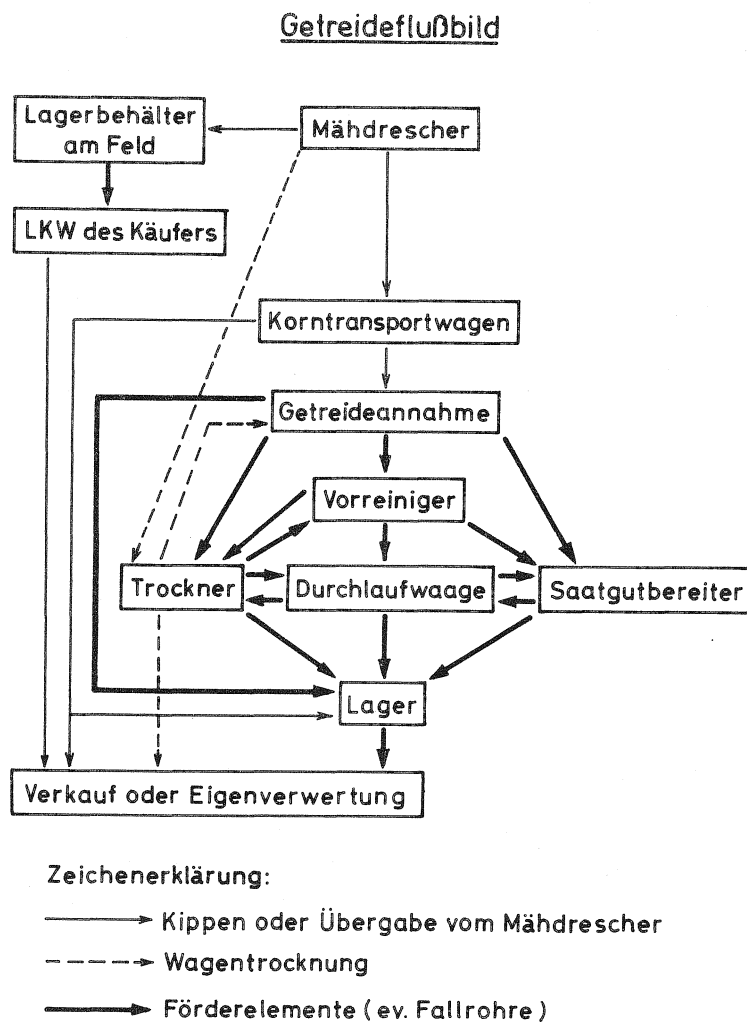 Getreideflußbild
Lagerbehälter
am Feld
Mähdrescher
LKW des Käufers
Korntransportwagen
Getreideannahme
Vorreiniger
Trockner
Durchlaufwaage
Saatgutbereiter
Lager
Verkauf oder Eigenverwertung
Zeichenerklärung:
Kippen oder Übergabe vom Mähdrescher
Wagentrocknung
Förderelemente (ev. Fallrohre)